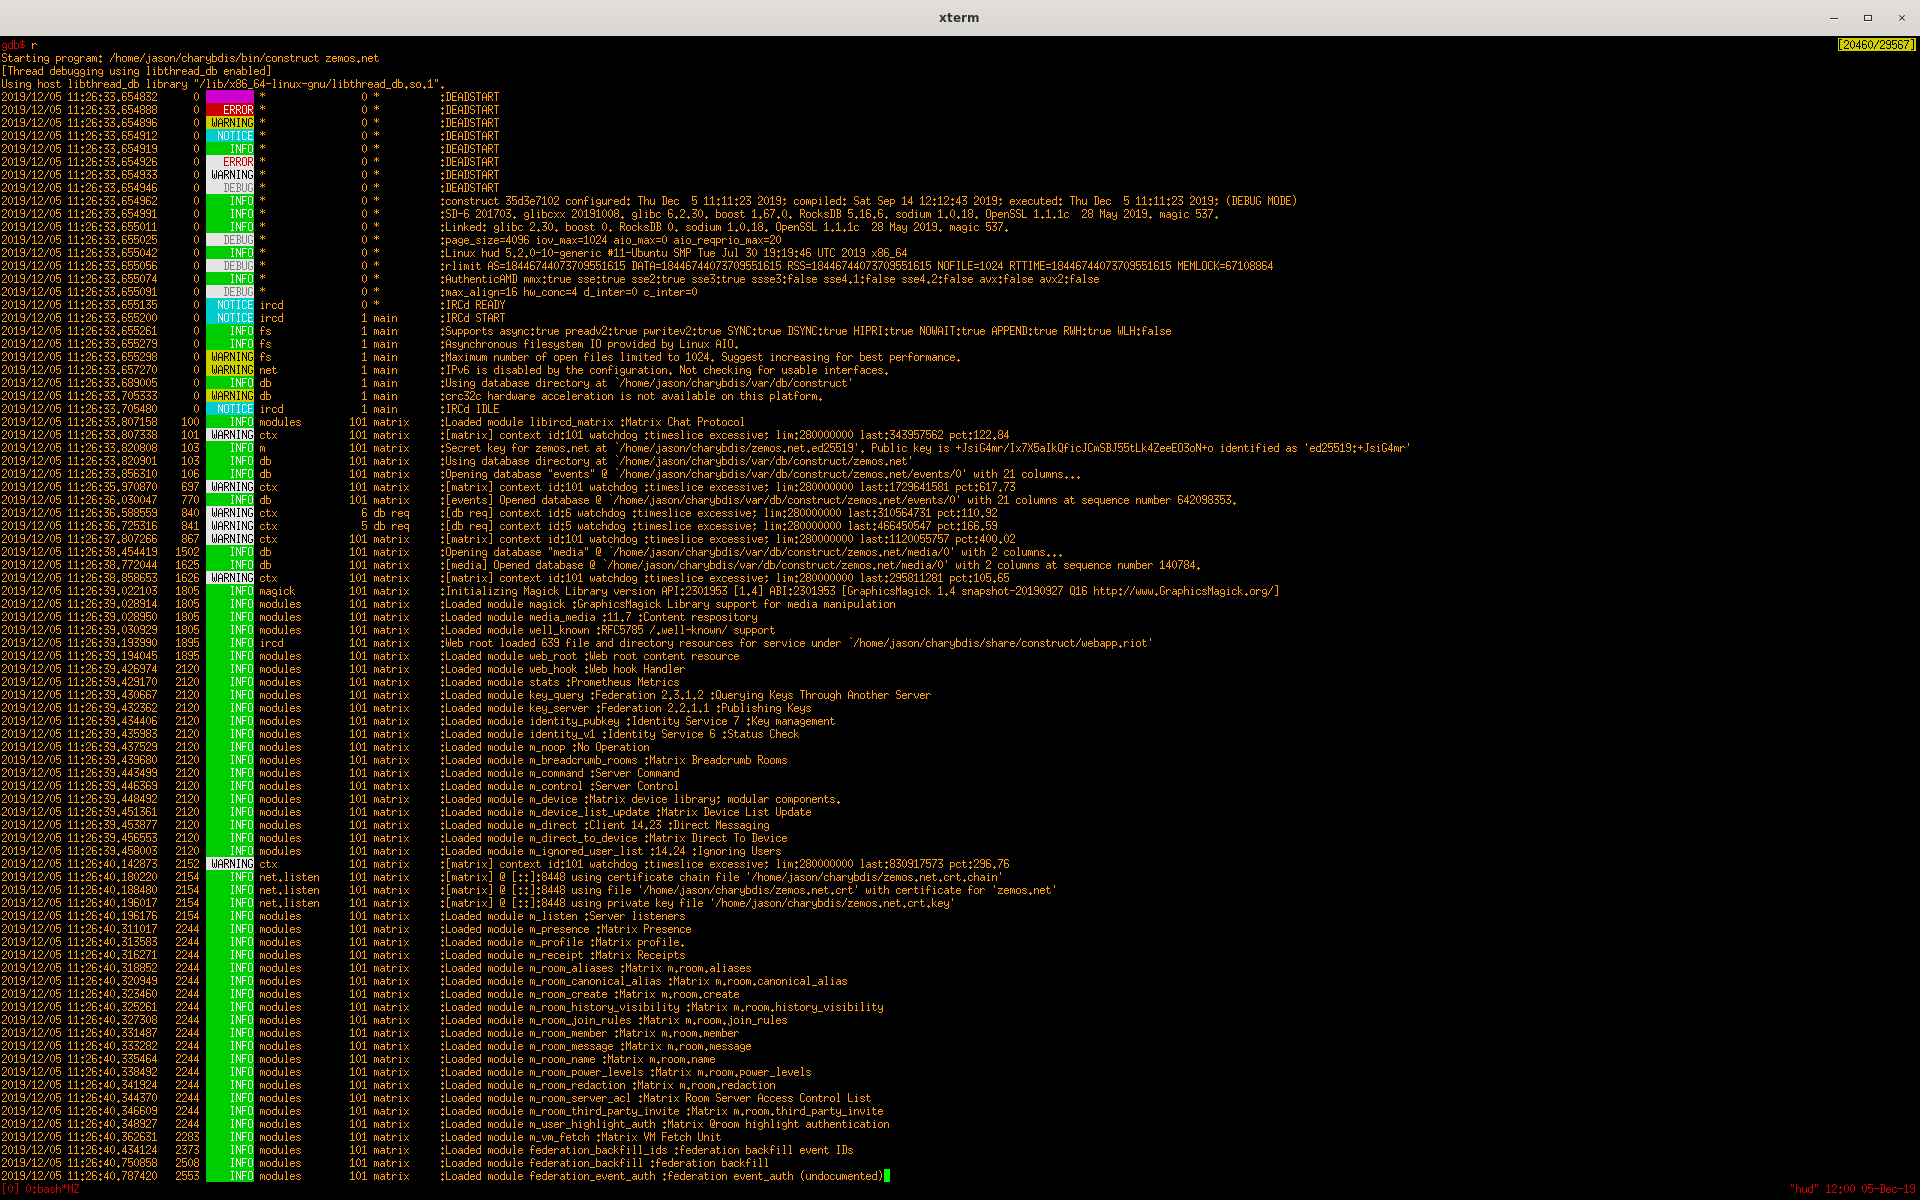 xterm
gdb$ r
[20460/29567]
Starting program: /home/jason/charybdis/bin/construct zemos.net
[Thread debugging using libthread_db enabled]
Using host libthread_db library "/lib/x86_64-linux-gnu/libthread_db.so.1".
2019/12/05 11:26:33.654832 0 * 0 * :DEADSTART
2019/12/05 11:26:33.654888 0 ERROR * 0 * :DEADSTART
2019/12/05 11:26:33.654896 0 WARNING * 0 * :DEADSTART
2019/12/05 11:26:33.654912 0 NOTICE * 0 * :DEADSTART
2019/12/05 11:26:33.654919 0 INFO * 0 * :DEADSTART
2019/12/05 11:26:33.654926 0 ERROR * 0 * :DEADSTART
2019/12/05 11:26:33.654933 0 WARNING * 0 * :DEADSTART
2019/12/05 11:26:33.654946 0 DEBUG * 0 * :DEADSTART
2019/12/05 11:26:33.654962 0 INFO * 0 * :construct 35d3e7102 configured: Thu Dec  5 11:11:23 2019; compiled: Sat Sep 14 12:12:43 2019; executed: Thu Dec  5 11:11:23 2019; (DEBUG MODE)
2019/12/05 11:26:33.654991 0 INFO * 0 * :SD-6 201703. glibcxx 20191008. glibc 6.2.30. boost 1.67.0. RocksDB 5.16.6. sodium 1.0.18. OpenSSL 1.1.1c  28 May 2019. magic 537.
2019/12/05 11:26:33.655011 0 INFO * 0 * :Linked: glibc 2.30. boost 0. RocksDB 0. sodium 1.0.18. OpenSSL 1.1.1c  28 May 2019. magic 537.
2019/12/05 11:26:33.655025 0 DEBUG * 0 * :page_size=4096 iov_max=1024 aio_max=0 aio_reqprio_max=20
2019/12/05 11:26:33.655042 0 INFO * 0 * :Linux hud 5.2.0-10-generic #11-Ubuntu SMP Tue Jul 30 19:19:46 UTC 2019 x86_64
2019/12/05 11:26:33.655056 0 DEBUG * 0 * :rlimit AS=18446744073709551615 DATA=18446744073709551615 RSS=18446744073709551615 NOFILE=1024 RTTIME=18446744073709551615 MEMLOCK=67108864
2019/12/05 11:26:33.655074 0 INFO * 0 * :AuthenticAMD mmx:true sse:true sse2:true sse3:true ssse3:false sse4.1:false sse4.2:false avx:false avx2:false
2019/12/05 11:26:33.655091 0 DEBUG * 0 * :max_align=16 hw_conc=4 d_inter=0 c_inter=0
2019/12/05 11:26:33.655135 0 NOTICE ircd 0 * :IRCd READY
2019/12/05 11:26:33.655200 0 NOTICE ircd 1 main :IRCd START
2019/12/05 11:26:33.655261 0 INFO fs 1 main :Supports async:true preadv2:true pwritev2:true SYNC:true DSYNC:true HIPRI:true NOWAIT:true APPEND:true RWH:true WLH:false
2019/12/05 11:26:33.655279 0 INFO fs 1 main :Asynchronous filesystem IO provided by Linux AIO.
2019/12/05 11:26:33.655298 0 WARNING fs 1 main :Maximum number of open files limited to 1024. Suggest increasing for best performance.
2019/12/05 11:26:33.657270 0 WARNING net 1 main :IPv6 is disabled by the configuration. Not checking for usable interfaces.
2019/12/05 11:26:33.689005 0 INFO db 1 main :Using database directory at `/home/jason/charybdis/var/db/construct'
2019/12/05 11:26:33.705333 0 WARNING db 1 main :crc32c hardware acceleration is not available on this platform.
2019/12/05 11:26:33.705480 0 NOTICE ircd 1 main :IRCd IDLE
2019/12/05 11:26:33.807158 100 INFO modules 101 matrix :Loaded module libircd_matrix :Matrix Chat Protocol
2019/12/05 11:26:33.807338 101 WARNING ctx 101 matrix :[matrix] context id:101 watchdog :timeslice excessive; lim:280000000 last:343957562 pct:122.84
2019/12/05 11:26:33.820808 103 INFO m 101 matrix :Secret key for zemos.net at `/home/jason/charybdis/zemos.net.ed25519'. Public key is +JsiG4mr/Ix7X5aIkQficJCmSBJ55tLk4ZeeEO3oN+o identified as 'ed25519:+JsiG4mr'
2019/12/05 11:26:33.820901 103 INFO db 101 matrix :Using database directory at `/home/jason/charybdis/var/db/construct/zemos.net'
2019/12/05 11:26:33.856310 106 INFO db 101 matrix :Opening database "events" @ `/home/jason/charybdis/var/db/construct/zemos.net/events/0' with 21 columns...
2019/12/05 11:26:35.970870 697 WARNING ctx 101 matrix :[matrix] context id:101 watchdog :timeslice excessive; lim:280000000 last:1729641581 pct:617.73
2019/12/05 11:26:36.030047 770 INFO db 101 matrix :[events] Opened database @ `/home/jason/charybdis/var/db/construct/zemos.net/events/0' with 21 columns at sequence number 642098353.
2019/12/05 11:26:36.588559 840 WARNING ctx 6 db req :[db req] context id:6 watchdog :timeslice excessive; lim:280000000 last:310564731 pct:110.92
2019/12/05 11:26:36.725316 841 WARNING ctx 5 db req :[db req] context id:5 watchdog :timeslice excessive; lim:280000000 last:466450547 pct:166.59
2019/12/05 11:26:37.807266 867 WARNING ctx 101 matrix :[matrix] context id:101 watchdog :timeslice excessive; lim:280000000 last:1120055757 pct:400.02
2019/12/05 11:26:38.454419 1502 INFO db 101 matrix :Opening database "media" @ `/home/jason/charybdis/var/db/construct/zemos.net/media/0' with 2 columns...
2019/12/05 11:26:38.772044 1625 INFO db 101 matrix :[media] Opened database @ `/home/jason/charybdis/var/db/construct/zemos.net/media/0' with 2 columns at sequence number 140784.
2019/12/05 11:26:38.858653 1626 WARNING ctx 101 matrix :[matrix] context id:101 watchdog :timeslice excessive; lim:280000000 last:295811281 pct:105.65
2019/12/05 11:26:39.022103 1805 INFO magick 101 matrix :Initializing Magick Library version API:2301953 [1.4] ABI:2301953 [GraphicsMagick 1.4 snapshot-20190927 Q16 http://www.GraphicsMagick.org/]
2019/12/05 11:26:39.028914 1805 INFO modules 101 matrix :Loaded module magick :GraphicsMagick Library support for media manipulation
2019/12/05 11:26:39.028950 1805 INFO modules 101 matrix :Loaded module media_media :11.7 :Content respository
2019/12/05 11:26:39.030929 1805 INFO modules 101 matrix :Loaded module well_known :RFC5785 /.well-known/ support
2019/12/05 11:26:39.193990 1895 INFO ircd 101 matrix :Web root loaded 639 file and directory resources for service under `/home/jason/charybdis/share/construct/webapp.riot'
2019/12/05 11:26:39.194045 1895 INFO modules 101 matrix :Loaded module web_root :Web root content resource
2019/12/05 11:26:39.426974 2120 INFO modules 101 matrix :Loaded module web_hook :Web hook Handler
2019/12/05 11:26:39.429170 2120 INFO modules 101 matrix :Loaded module stats :Prometheus Metrics
2019/12/05 11:26:39.430667 2120 INFO modules 101 matrix :Loaded module key_query :Federation 2.3.1.2 :Querying Keys Through Another Server
2019/12/05 11:26:39.432362 2120 INFO modules 101 matrix :Loaded module key_server :Federation 2.2.1.1 :Publishing Keys
2019/12/05 11:26:39.434406 2120 INFO modules 101 matrix :Loaded module identity_pubkey :Identity Service 7 :Key management
2019/12/05 11:26:39.435983 2120 INFO modules 101 matrix :Loaded module identity_v1 :Identity Service 6 :Status Check
2019/12/05 11:26:39.437529 2120 INFO modules 101 matrix :Loaded module m_noop :No Operation
2019/12/05 11:26:39.439680 2120 INFO modules 101 matrix :Loaded module m_breadcrumb_rooms :Matrix Breadcrumb Rooms
2019/12/05 11:26:39.443499 2120 INFO modules 101 matrix :Loaded module m_command :Server Command
2019/12/05 11:26:39.446369 2120 INFO modules 101 matrix :Loaded module m_control :Server Control
2019/12/05 11:26:39.448492 2120 INFO modules 101 matrix :Loaded module m_device :Matrix device library; modular components.
2019/12/05 11:26:39.451361 2120 INFO modules 101 matrix :Loaded module m_device_list_update :Matrix Device List Update
2019/12/05 11:26:39.453877 2120 INFO modules 101 matrix :Loaded module m_direct :Client 14.23 :Direct Messaging
2019/12/05 11:26:39.456553 2120 INFO modules 101 matrix :Loaded module m_direct_to_device :Matrix Direct To Device
2019/12/05 11:26:39.458003 2120 INFO modules 101 matrix :Loaded module m_ignored_user_list :14.24 :Ignoring Users
2019/12/05 11:26:40.142873 2152 WARNING ctx 101 matrix :[matrix] context id:101 watchdog :timeslice excessive; lim:280000000 last:830917573 pct:296.76
2019/12/05 11:26:40.180220 2154 INFO net.listen 101 matrix :[matrix] @ [::]:8448 using certificate chain file '/home/jason/charybdis/zemos.net.crt.chain'
2019/12/05 11:26:40.188480 2154 INFO net.listen 101 matrix :[matrix] @ [::]:8448 using file '/home/jason/charybdis/zemos.net.crt' with certificate for 'zemos.net'
2019/12/05 11:26:40.196017 2154 INFO net.listen 101 matrix :[matrix] @ [::]:8448 using private key file '/home/jason/charybdis/zemos.net.crt.key'
2019/12/05 11:26:40.196176 2154 INFO modules 101 matrix :Loaded module m_listen :Server listeners
2019/12/05 11:26:40.311017 2244 INFO modules 101 matrix :Loaded module m_presence :Matrix Presence
2019/12/05 11:26:40.313583 2244 INFO modules 101 matrix :Loaded module m_profile :Matrix profile.
2019/12/05 11:26:40.316271 2244 INFO modules 101 matrix :Loaded module m_receipt :Matrix Receipts
2019/12/05 11:26:40.318852 2244 INFO modules 101 matrix :Loaded module m_room_aliases :Matrix m.room.aliases
2019/12/05 11:26:40.320949 2244 INFO modules 101 matrix :Loaded module m_room_canonical_alias :Matrix m.room.canonical_alias
2019/12/05 11:26:40.323460 2244 INFO modules 101 matrix :Loaded module m_room_create :Matrix m.room.create
2019/12/05 11:26:40.325261 2244 INFO modules 101 matrix :Loaded module m_room_history_visibility :Matrix m.room.history_visibility
2019/12/05 11:26:40.327308 2244 INFO modules 101 matrix :Loaded module m_room_join_rules :Matrix m.room.join_rules
2019/12/05 11:26:40.331487 2244 INFO modules 101 matrix :Loaded module m_room_member :Matrix m.room.member
2019/12/05 11:26:40.333282 2244 INFO modules 101 matrix :Loaded module m_room_message :Matrix m.room.message
2019/12/05 11:26:40.335464 2244 INFO modules 101 matrix :Loaded module m_room_name :Matrix m.room.name
2019/12/05 11:26:40.338492 2244 INFO modules 101 matrix :Loaded module m_room_power_levels :Matrix m.room.power_levels
2019/12/05 11:26:40.341924 2244 INFO modules 101 matrix :Loaded module m_room_redaction :Matrix m.room.redaction
2019/12/05 11:26:40.344370 2244 INFO modules 101 matrix :Loaded module m_room_server_acl :Matrix Room Server Access Control List
2019/12/05 11:26:40.346609 2244 INFO modules 101 matrix :Loaded module m_room_third_party_invite :Matrix m.room.third_party_invite
2019/12/05 11:26:40.348927 2244 INFO modules 101 matrix :Loaded module m_user_highlight_auth :Matrix @room highlight authentication
2019/12/05 11:26:40.362631 2283 INFO modules 101 matrix :Loaded module m_vm_fetch :Matrix VM Fetch Unit
2019/12/05 11:26:40.434124 2373 INFO modules 101 matrix :Loaded module federation_backfill_ids :federation backfill event IDs
2019/12/05 11:26:40.750858 2508 INFO modules 101 matrix :Loaded module federation_backfill :federation backfill
2019/12/05 11:26:40.787420 2553 INFO modules 101 matrix :Loaded module federation_event_auth :federation event_auth (undocumented)
[0] 0:bash*MZ
"hud" 12:00 05-Dec-19